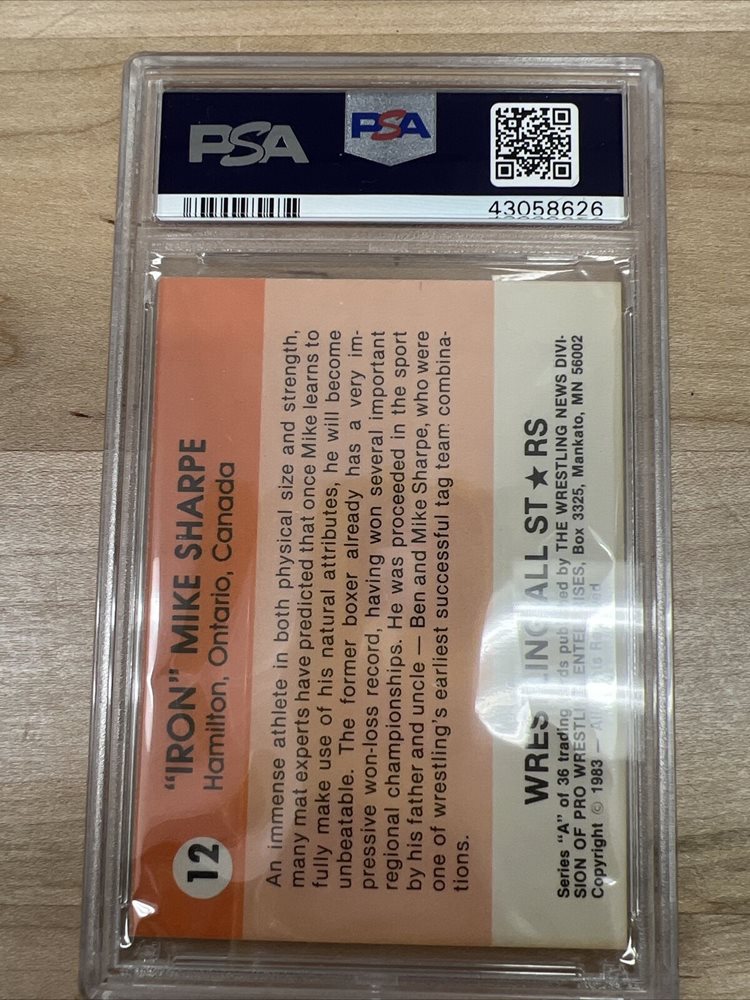 PSA
PSA
43058626
12
"IRON" MIKE SHARPE
Hamilton, Ontario, Canada
An immense athlete in both physical size and strength,
many mat experts have predicted that once Mike learns to
fully make use of his natural attributes, he will become
unbeatable. The former boxer already has a very im-
pressive won-loss record, having won several important
regional championships. He was proceeded in the sport
by his father and uncle — Ben and Mike Sharpe, who were
one of wrestling's earliest successful tag team combina-
tions.
WRESTLING ALL ST★RS
Series "A" of 36 trading cards published by THE WRESTLING NEWS DIVI-
SION OF PRO WRESTLING ENTERPRISES, Box 3325, Mankato, MN 56002
Copyright © 1983 — All Rights Reserved